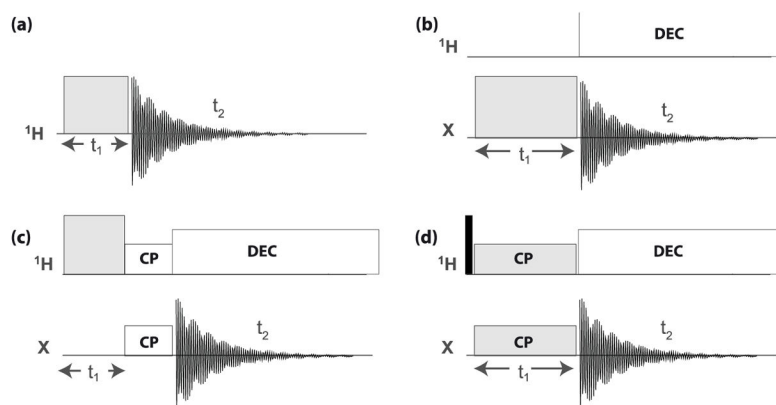 (a)
¹H
t₁
t₂
(b)
¹H
DEC
X
t₁
t₂
(c)
¹H
CP
DEC
X
CP
t₁
t₂
(d)
¹H
CP
DEC
X
CP
t₁
t₂